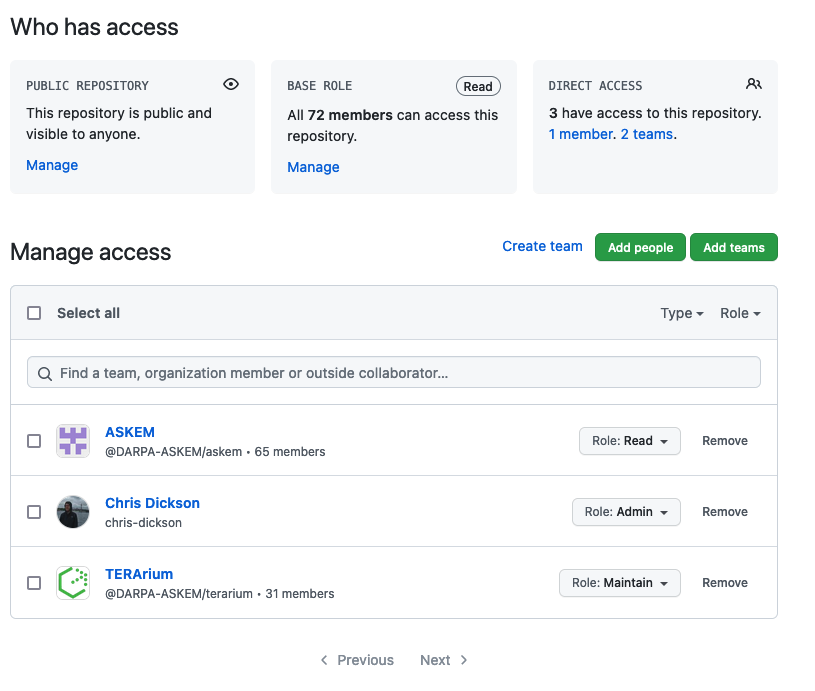 Who has access
PUBLIC REPOSITORY
This repository is public and
visible to anyone.
Manage
BASE ROLE
Read
All 72 members can access this
repository.
Manage
DIRECT ACCESS
3 have access to this repository.
1 member. 2 teams.
Manage access
Create team
Add people
Add teams
Select all
Type
Role
Find a team, organization member or outside collaborator...
ASKEM
@DARPA-ASKEM/askem • 65 members
Role: Read
Remove
Chris Dickson
chris-dickson
Role: Admin
Remove
TERArium
@DARPA-ASKEM/terarium • 31 members
Role: Maintain
Remove
Previous
Next